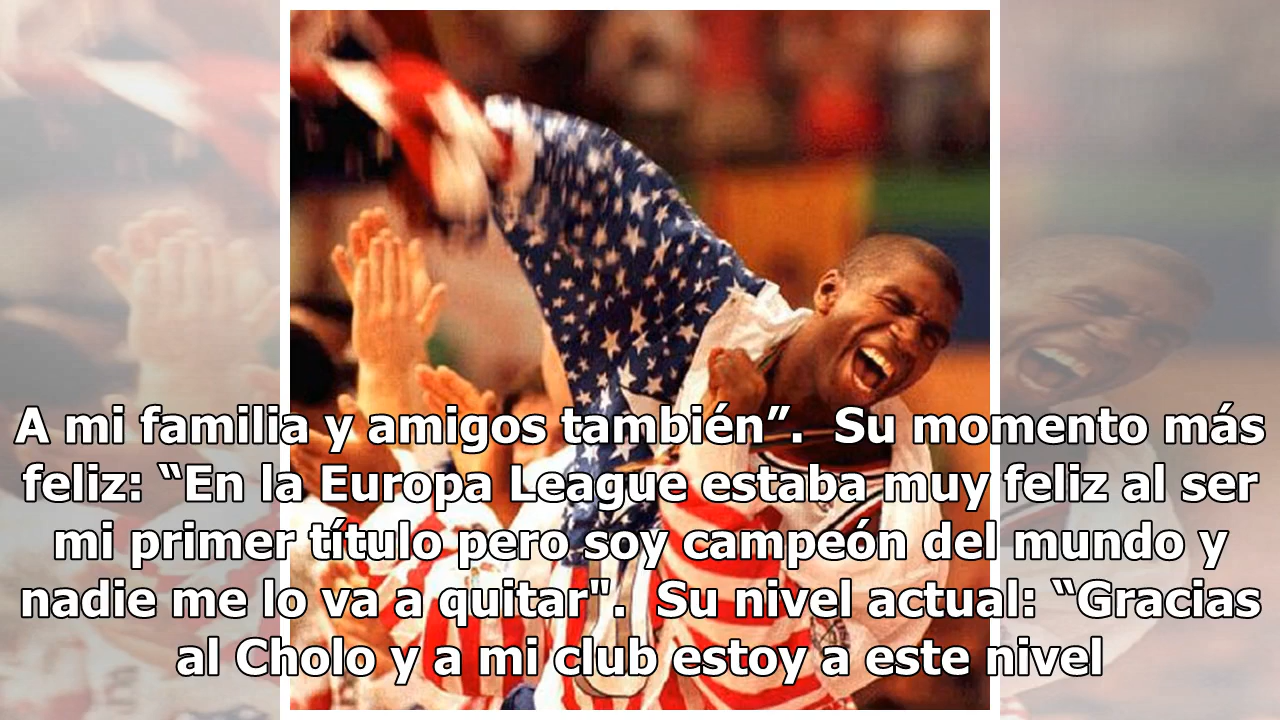 A mi familia y amigos también”.  Su momento más
feliz: “En la Europa League estaba muy feliz al ser
mi primer título pero soy campeón del mundo y
nadie me lo va a quitar".  Su nivel actual: “Gracias
al Cholo y a mi club estoy a este nivel